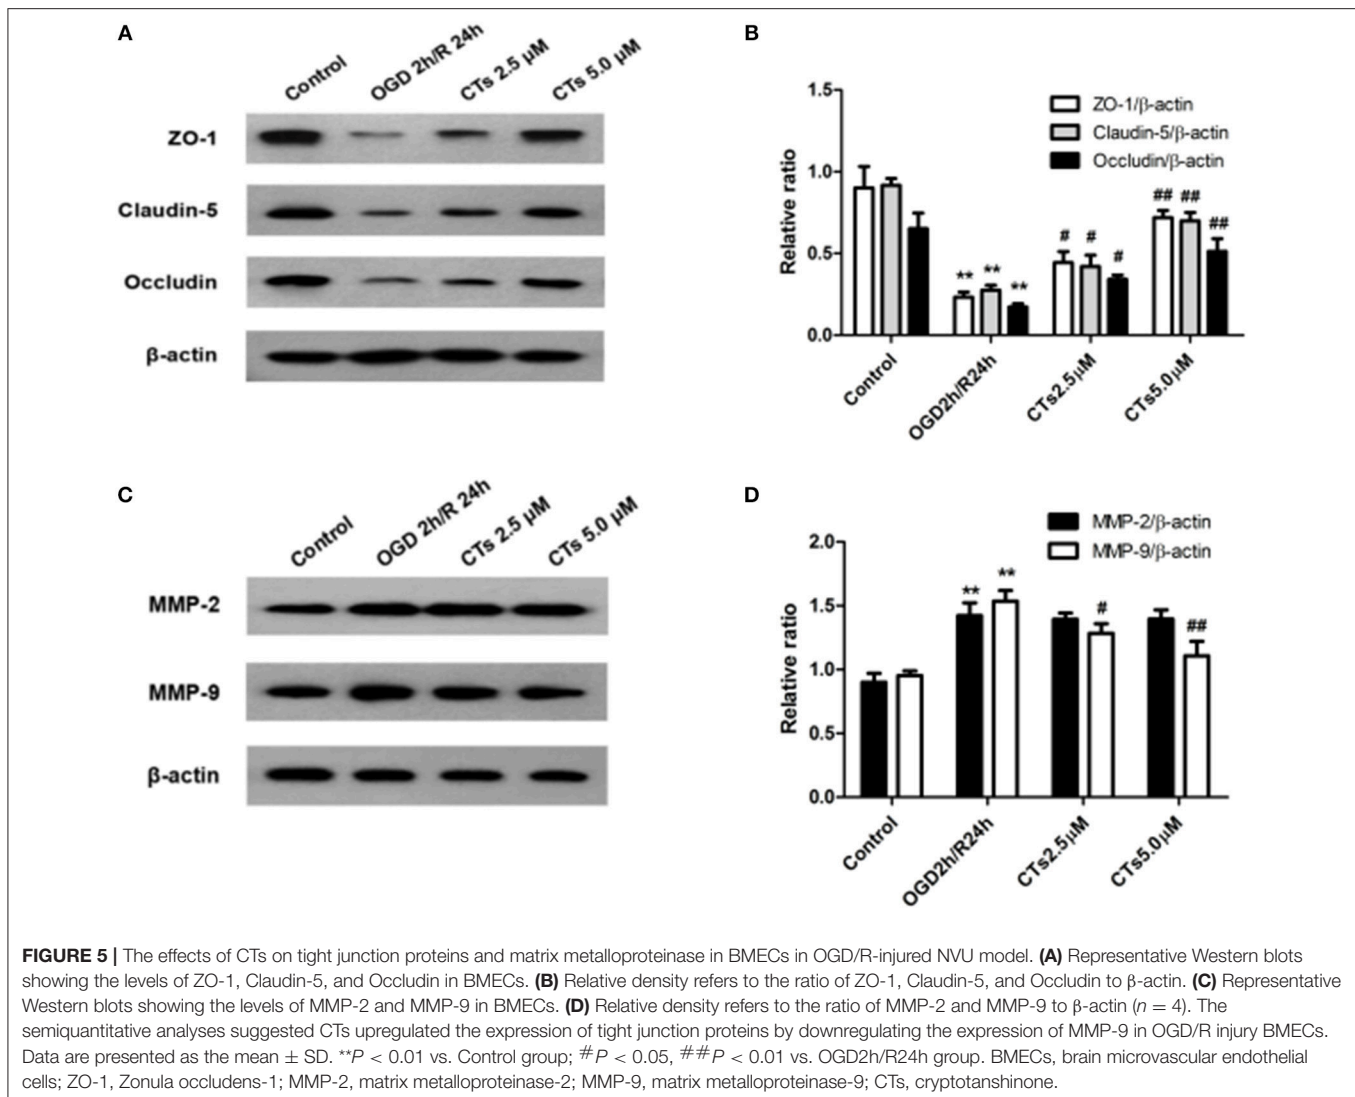 A
Control
OGD 2h/R 24h
CTs 2.5 μM
CTs 5.0 μM
ZO-1
Claudin-5
Occludin
β-actin
B
1.5
1.0
0.5
0.0
Relative ratio
ZO-1/β-actin
Claudin-5/β-actin
Occludin/β-actin
** ** **
# # #
## ## ##
Control
OGD2h/R24h
CTs2.5μM
CTs5.0μM
C
Control
OGD 2h/R 24h
CTs 2.5 μM
CTs 5.0 μM
MMP-2
MMP-9
β-actin
D
2.0
1.5
1.0
0.5
0.0
Relative ratio
MMP-2/β-actin
MMP-9/β-actin
** **
#
##
Control
OGD2h/R24h
CTs2.5μM
CTs5.0μM
FIGURE 5 | The effects of CTs on tight junction proteins and matrix metalloproteinase in BMECs in OGD/R-injured NVU model. (A) Representative Western blots
showing the levels of ZO-1, Claudin-5, and Occludin in BMECs. (B) Relative density refers to the ratio of ZO-1, Claudin-5, and Occludin to β-actin. (C) Representative
Western blots showing the levels of MMP-2 and MMP-9 in BMECs. (D) Relative density refers to the ratio of MMP-2 and MMP-9 to β-actin (n = 4). The
semiquantitative analyses suggested CTs upregulated the expression of tight junction proteins by downregulating the expression of MMP-9 in OGD/R injury BMECs.
Data are presented as the mean ± SD. **P < 0.01 vs. Control group; #P < 0.05, ##P < 0.01 vs. OGD2h/R24h group. BMECs, brain microvascular endothelial
cells; ZO-1, Zonula occludens-1; MMP-2, matrix metalloproteinase-2; MMP-9, matrix metalloproteinase-9; CTs, cryptotanshinone.